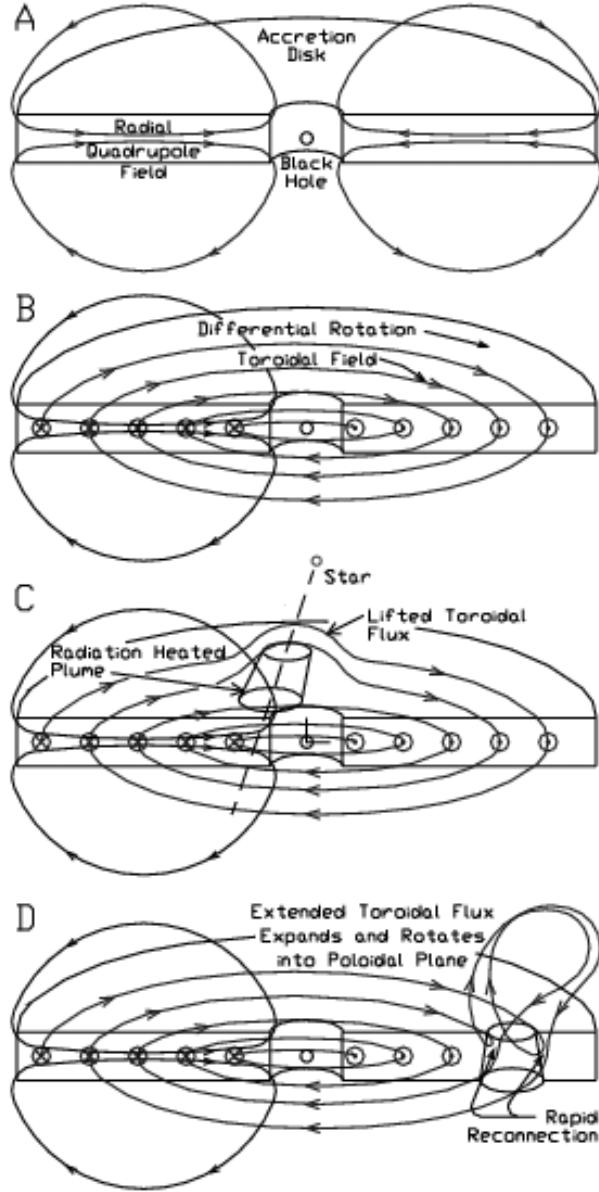 A
Accretion
Disk
Radial
Quadrupole
Field
Black
Hole
B
Differential Rotation
Toroidal Field
C
Star
Lifted Toroidal
Flux
Radiation Heated
Plume
D
Extended Toroidal Flux
Expands and Rotates
into Poloidal Plane
Rapid
Reconnection